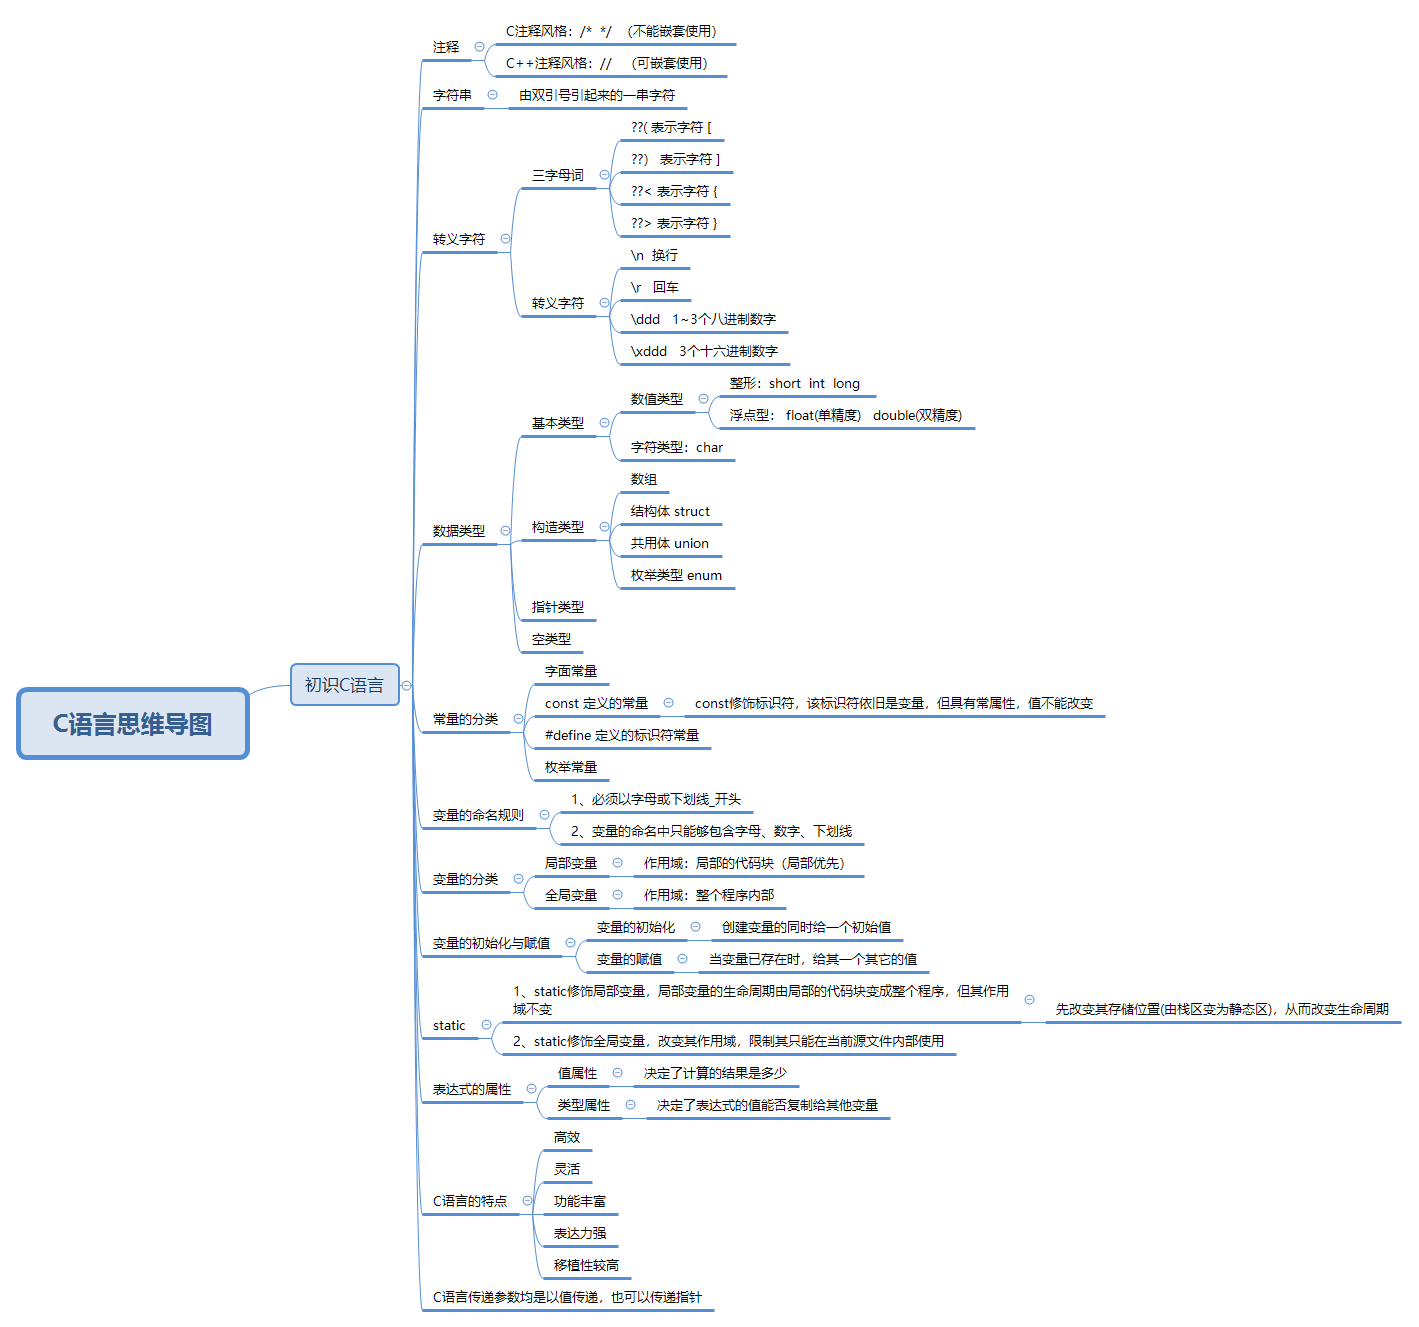 C语言思维导图
初识C语言
注释
C注释风格：/* */ （不能嵌套使用）
C++注释风格：// （可嵌套使用）
字符串
由双引号引起来的一串字符
转义字符
三字母词
??( 表示字符 [
??） 表示字符 ]
??< 表示字符 {
??> 表示字符 }
转义字符
\n 换行
\r 回车
\ddd 1~3个八进制数字
\xddd 3个十六进制数字
数据类型
基本类型
数值类型
整形：short int long
浮点型： float(单精度) double(双精度)
字符类型：char
构造类型
数组
结构体 struct
共用体 union
枚举类型 enum
指针类型
空类型
常量的分类
字面常量
const 定义的常量
const修饰标识符，该标识符依旧是变量，但具有常属性，值不能改变
#define 定义的标识符常量
枚举常量
变量的命名规则
1、必须以字母或下划线_开头
2、变量的命名中只能够包含字母、数字、下划线
变量的分类
局部变量
作用域：局部的代码块（局部优先）
全局变量
作用域：整个程序内部
变量的初始化与赋值
变量的初始化
创建变量的同时给一个初始值
变量的赋值
当变量已存在时，给其一个其它的值
static
1、static修饰局部变量，局部变量的生命周期由局部的代码块变成整个程序，但其作用
域不变
先改变其存储位置(由栈区变为静态区)，从而改变生命周期
2、static修饰全局变量，改变其作用域，限制其只能在当前源文件内部使用
表达式的属性
值属性
决定了计算的结果是多少
类型属性
决定了表达式的值能否复制给其他变量
C语言的特点
高效
灵活
功能丰富
表达力强
移植性较高
C语言传递参数均是以值传递，也可以传递指针